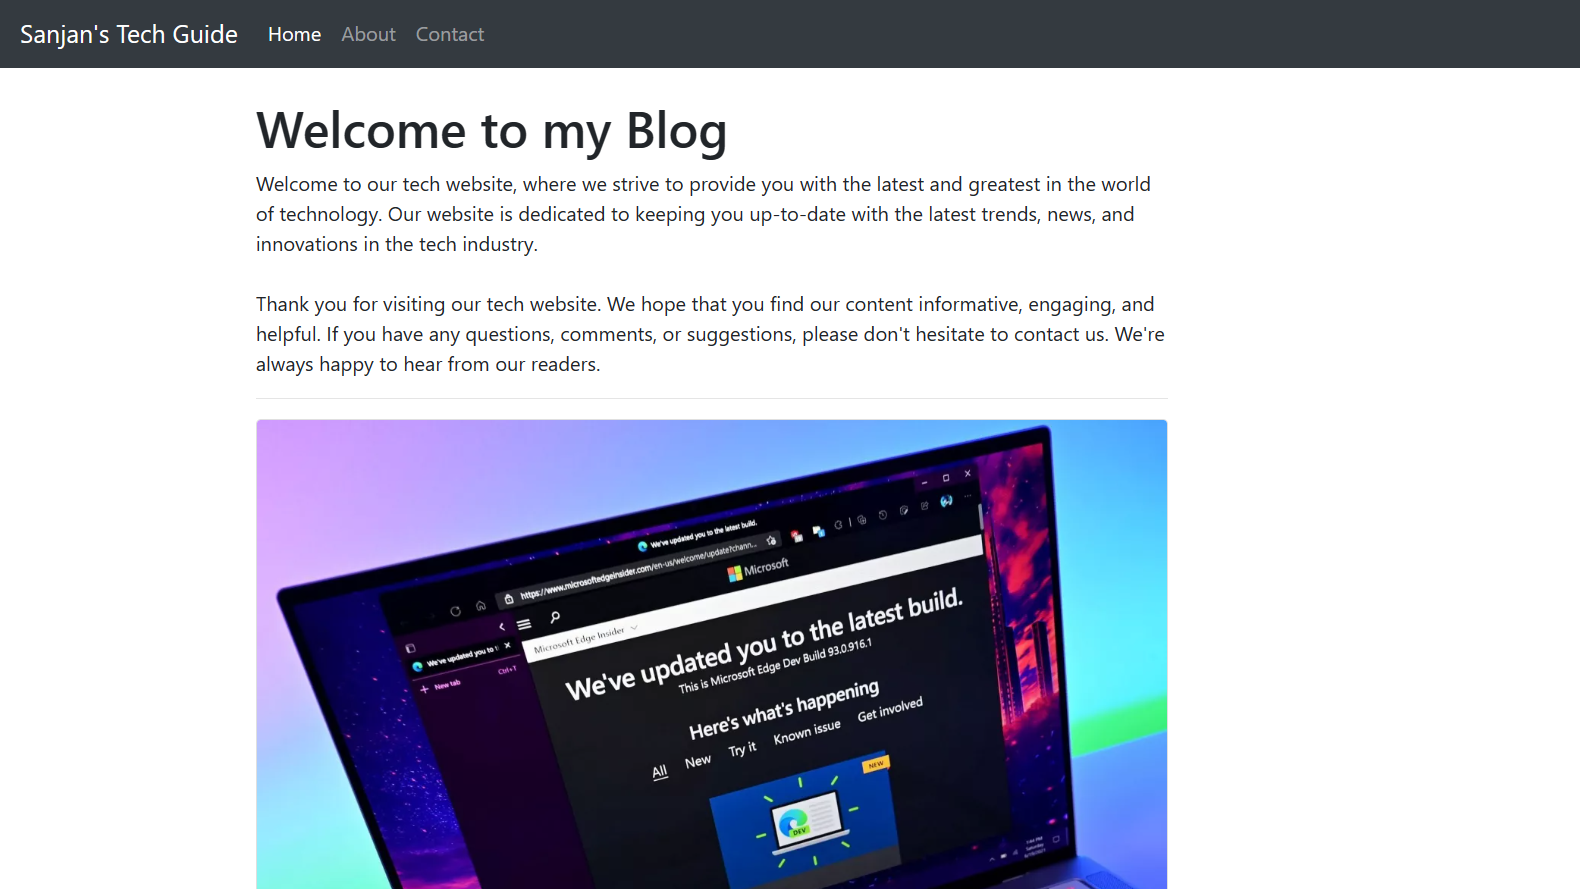 Sanjan's Tech Guide Home About Contact
Welcome to my Blog
Welcome to our tech website, where we strive to provide you with the latest and greatest in the world
of technology. Our website is dedicated to keeping you up-to-date with the latest trends, news, and
innovations in the tech industry.
Thank you for visiting our tech website. We hope that you find our content informative, engaging, and
helpful. If you have any questions, comments, or suggestions, please don't hesitate to contact us. We're
always happy to hear from our readers.
We've updated you to the latest build.
https://www.microsoftedgeinsider.com/en-us/welcome/update?chann...
Microsoft
Microsoft Edge Insider
We've updated you to
New tab
Ctrl+T
We've updated you to the latest build.
This is Microsoft Edge Dev Build 93.0.916.1
Here's what's happening
All New Try it Known issue Get involved
NEW
DEV